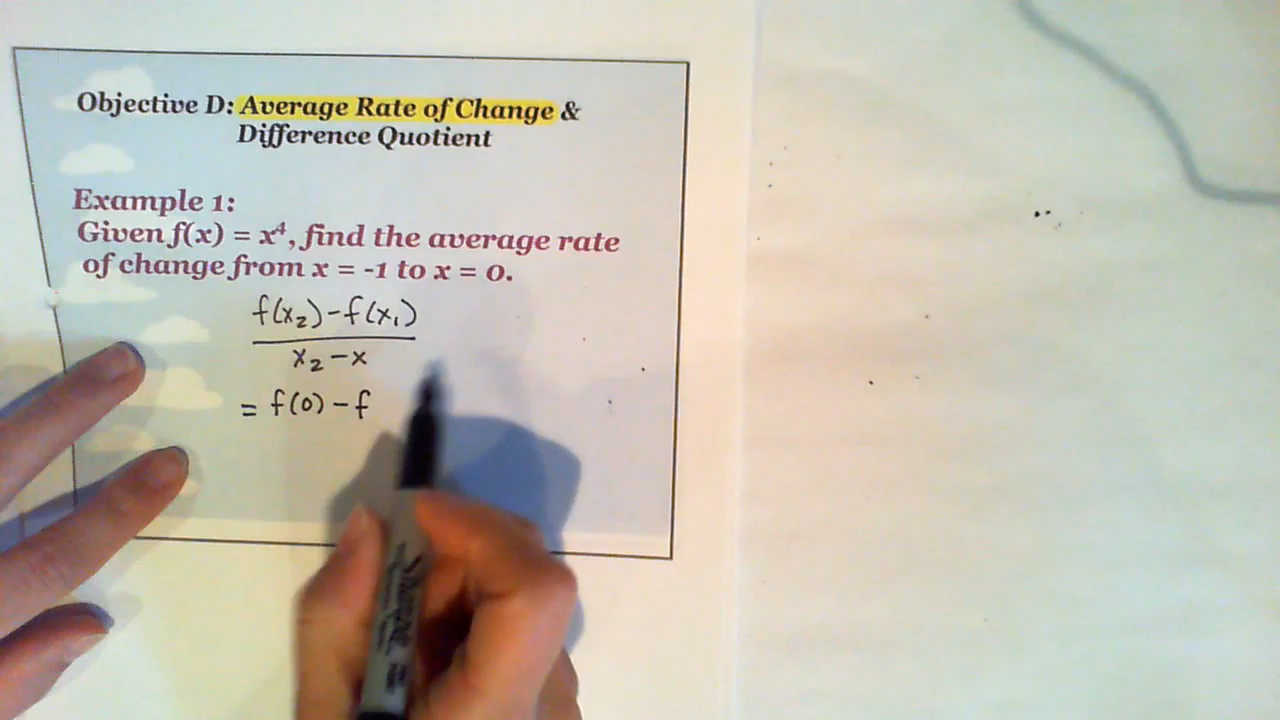 Objective D: Average Rate of Change &
Difference Quotient
Example 1:
Given f(x) = x⁴, find the average rate
of change from x = -1 to x = 0.
f(x₂)-f(x₁)
x₂-x
= f(0)-f
Sharpie